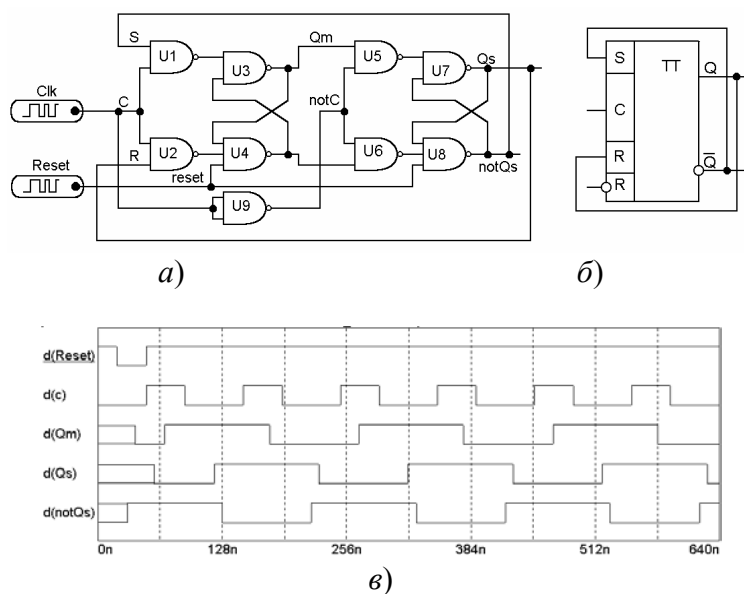 S
U1
U3
Qm
U5
U7
Qs
Clk
C
notC
R
U2
U4
U6
U8
Reset
reset
notQs
U9
S
TT
Q
C
R
Q̅
R
а)
б)
d(Reset)
d(c)
d(Qm)
d(Qs)
d(notQs)
0n
128n
256n
384n
512n
640n
в)